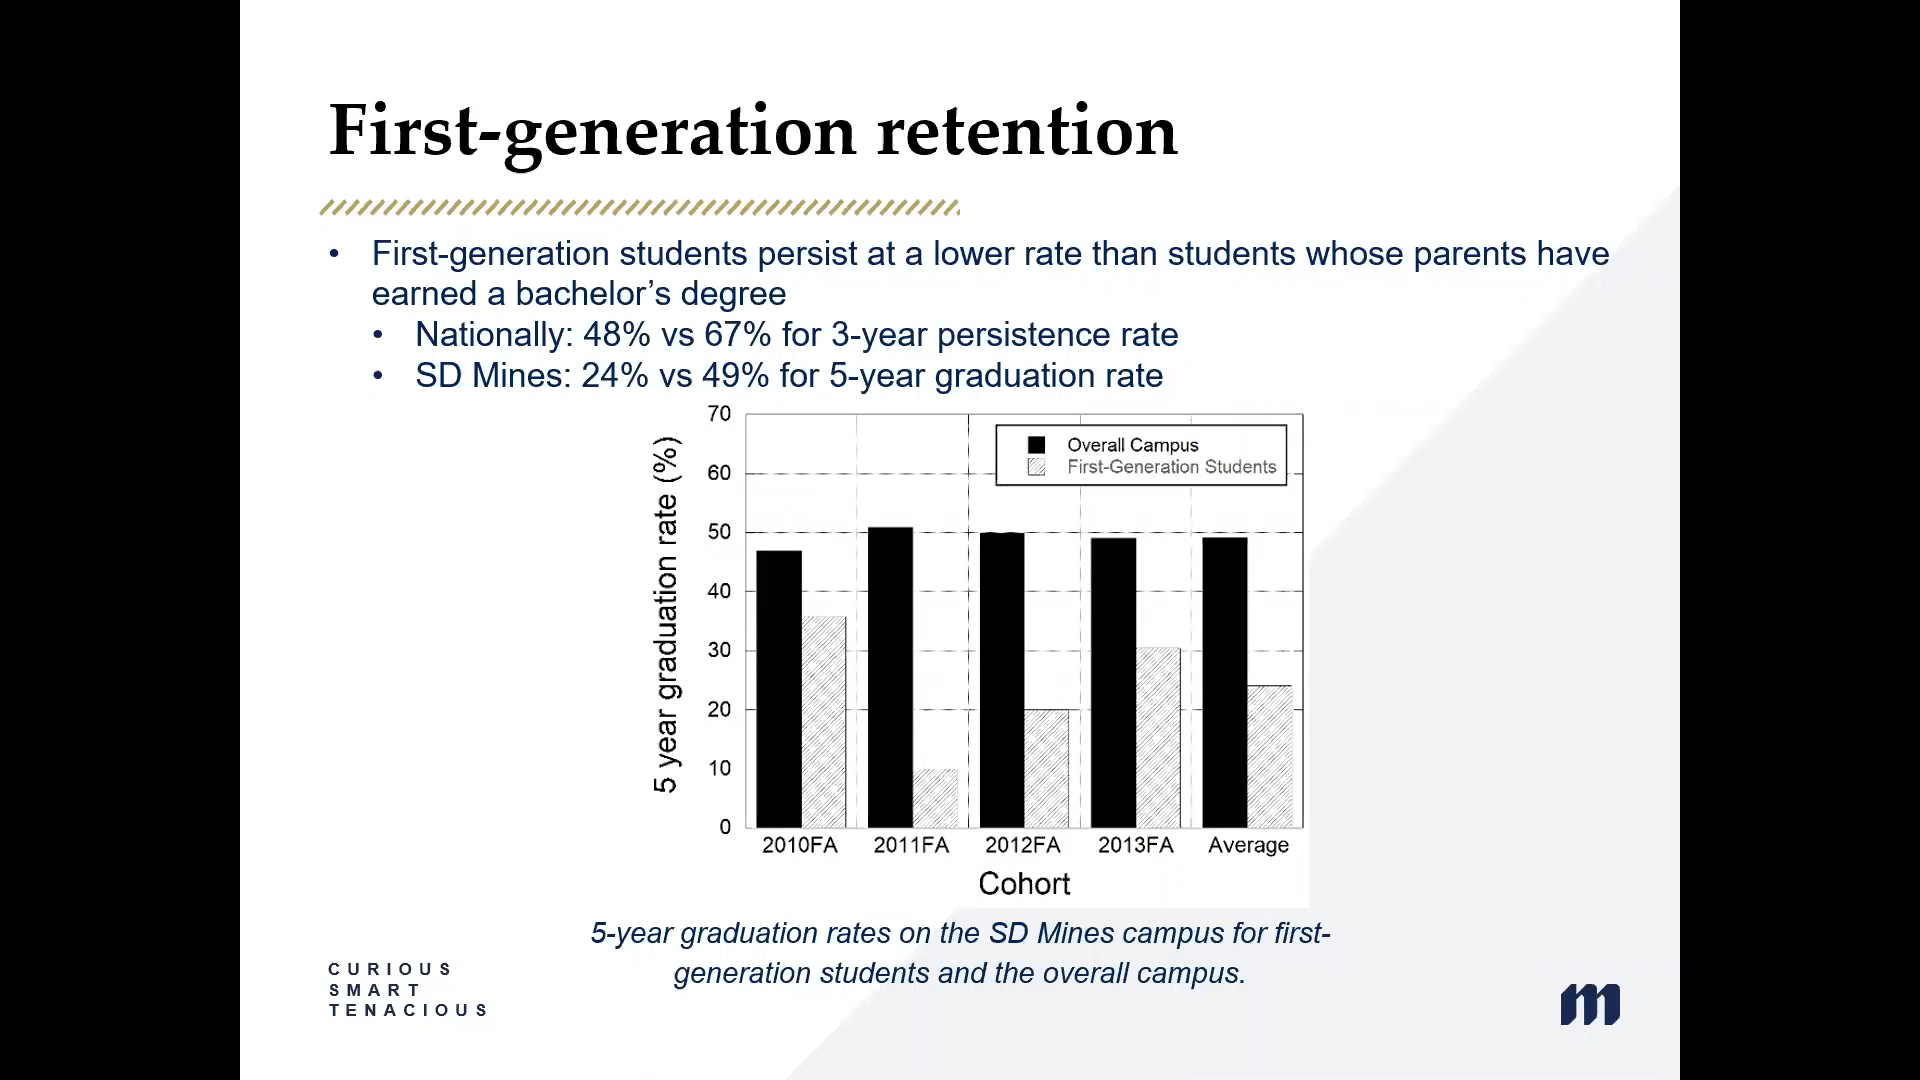 First-generation retention
• First-generation students persist at a lower rate than students whose parents have
earned a bachelor’s degree
• Nationally: 48% vs 67% for 3-year persistence rate
• SD Mines: 24% vs 49% for 5-year graduation rate
5 year graduation rate (%)
70
60
50
40
30
20
10
0
Overall Campus
First-Generation Students
2010FA 2011FA 2012FA 2013FA Average
Cohort
5-year graduation rates on the SD Mines campus for first-
generation students and the overall campus.
CURIOUS
SMART
TENACIOUS
m